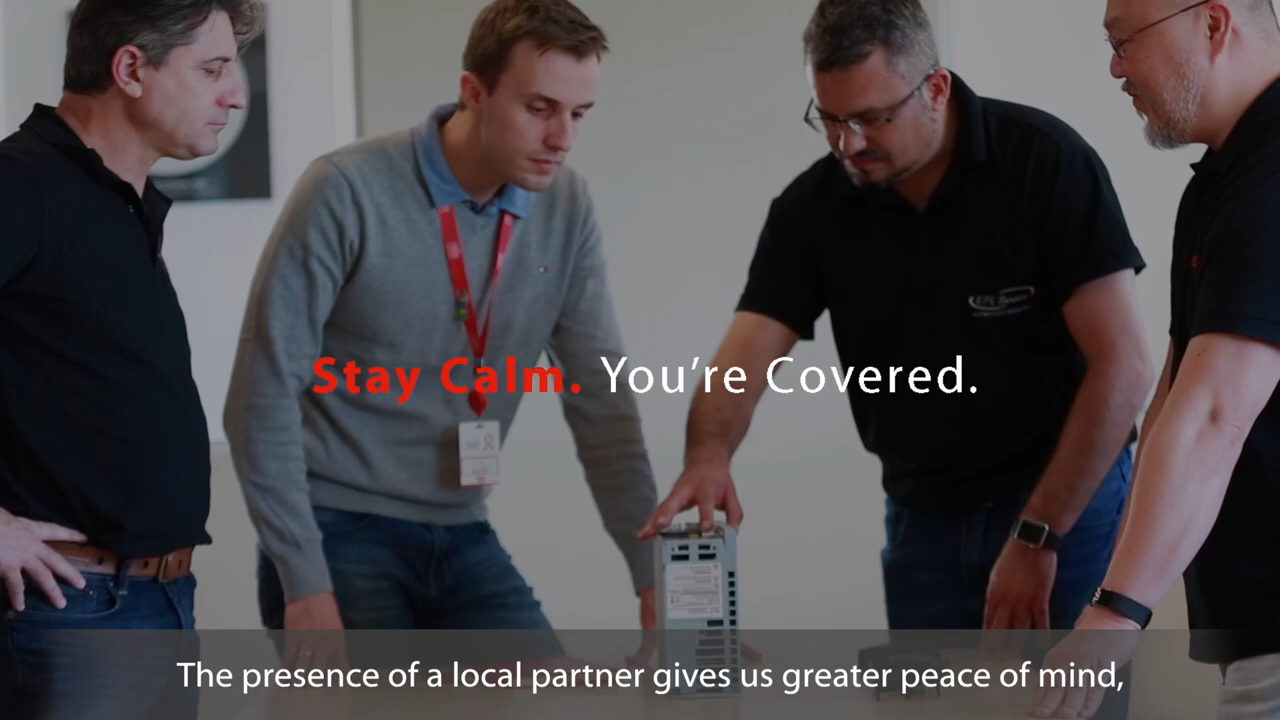 Stay Calm. You’re Covered.
The presence of a local partner gives us greater peace of mind,